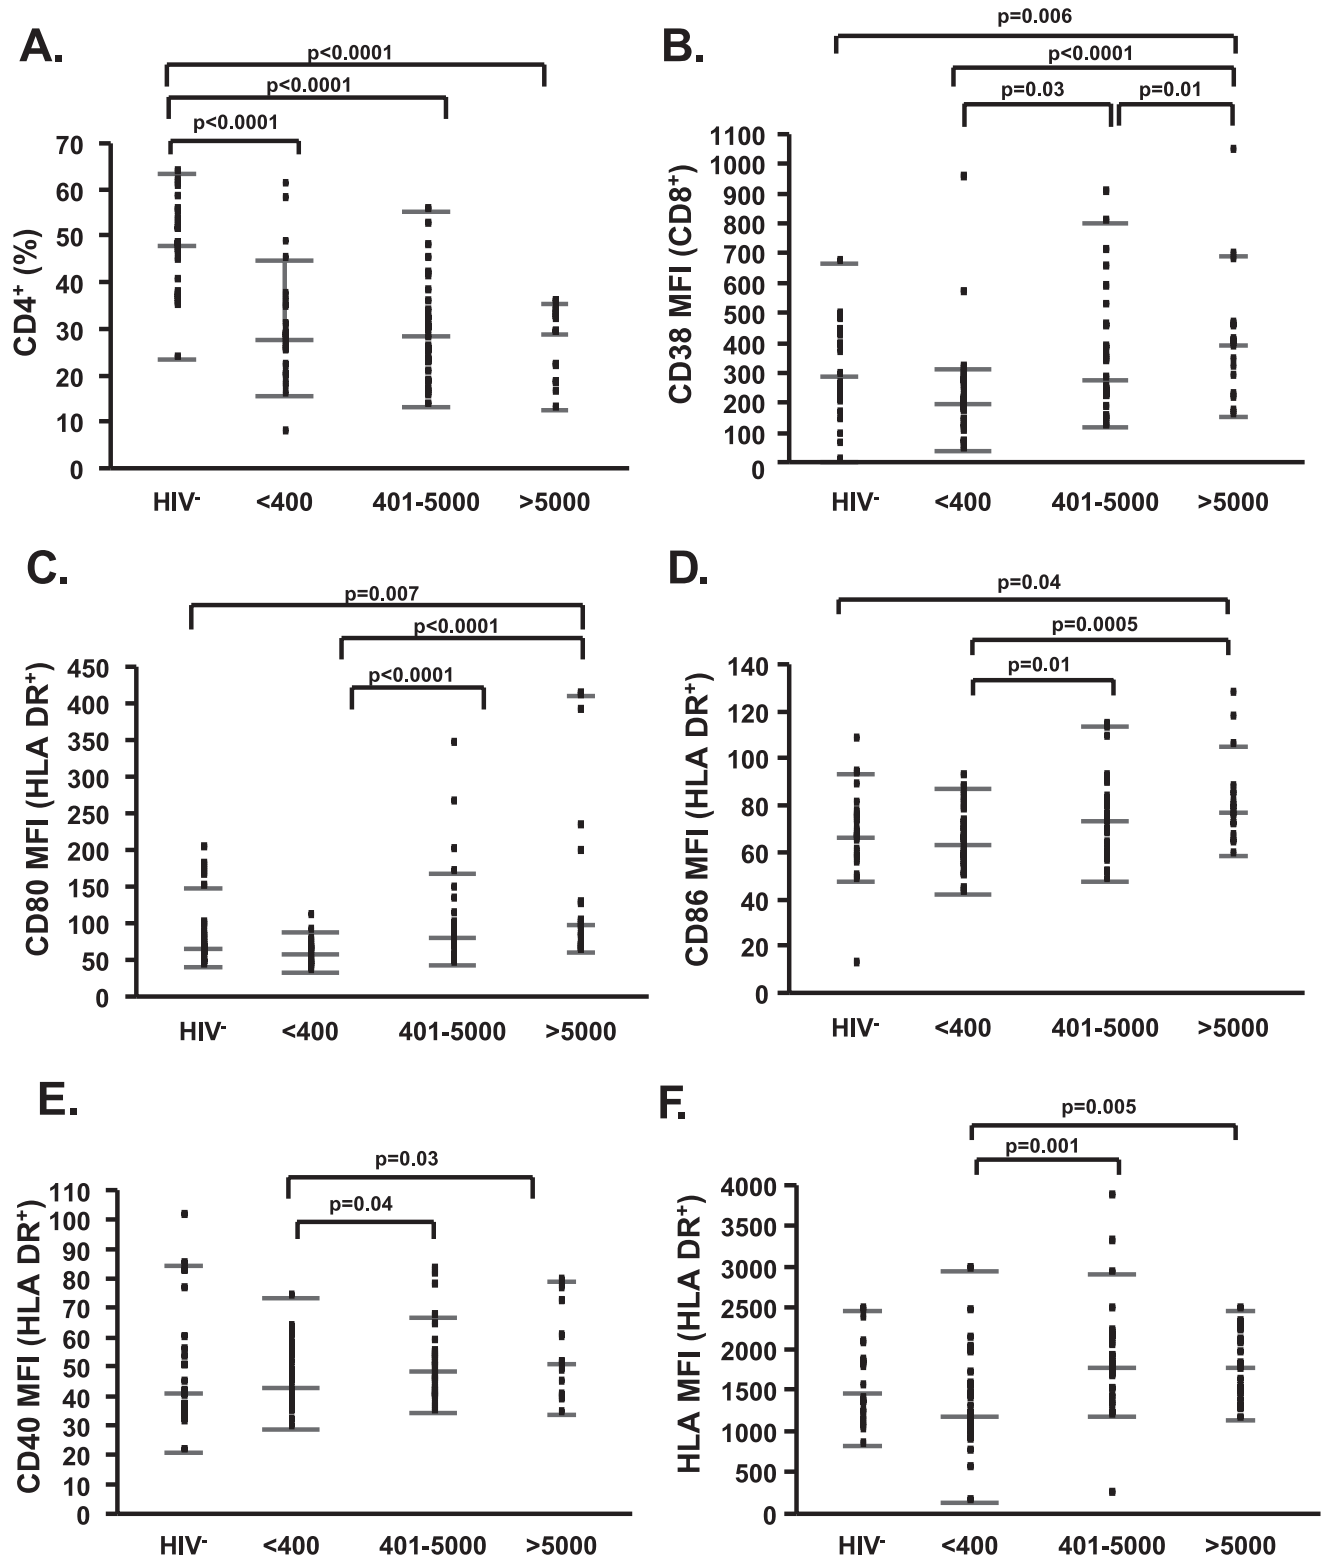 A.
p<0.0001
p<0.0001
p<0.0001
CD4+ (%)
70
60
50
40
30
20
10
0
HIV- <400 401-5000 >5000
B.
p=0.006
p<0.0001
p=0.03 p=0.01
CD38 MFI (CD8+)
1100
1000
900
800
700
600
500
400
300
200
100
0
HIV- <400 401-5000 >5000
C.
p=0.007
p<0.0001
p<0.0001
CD80 MFI (HLA DR+)
450
400
350
300
250
200
150
100
50
0
HIV- <400 401-5000 >5000
D.
p=0.04
p=0.0005
p=0.01
CD86 MFI (HLA DR+)
140
120
100
80
60
40
20
0
HIV- <400 401-5000 >5000
E.
p=0.03
p=0.04
CD40 MFI (HLA DR+)
110
100
90
80
70
60
50
40
30
20
10
0
HIV- <400 401-5000 >5000
F.
p=0.005
p=0.001
HLA MFI (HLA DR+)
4000
3500
3000
2500
2000
1500
1000
500
0
HIV- <400 401-5000 >5000